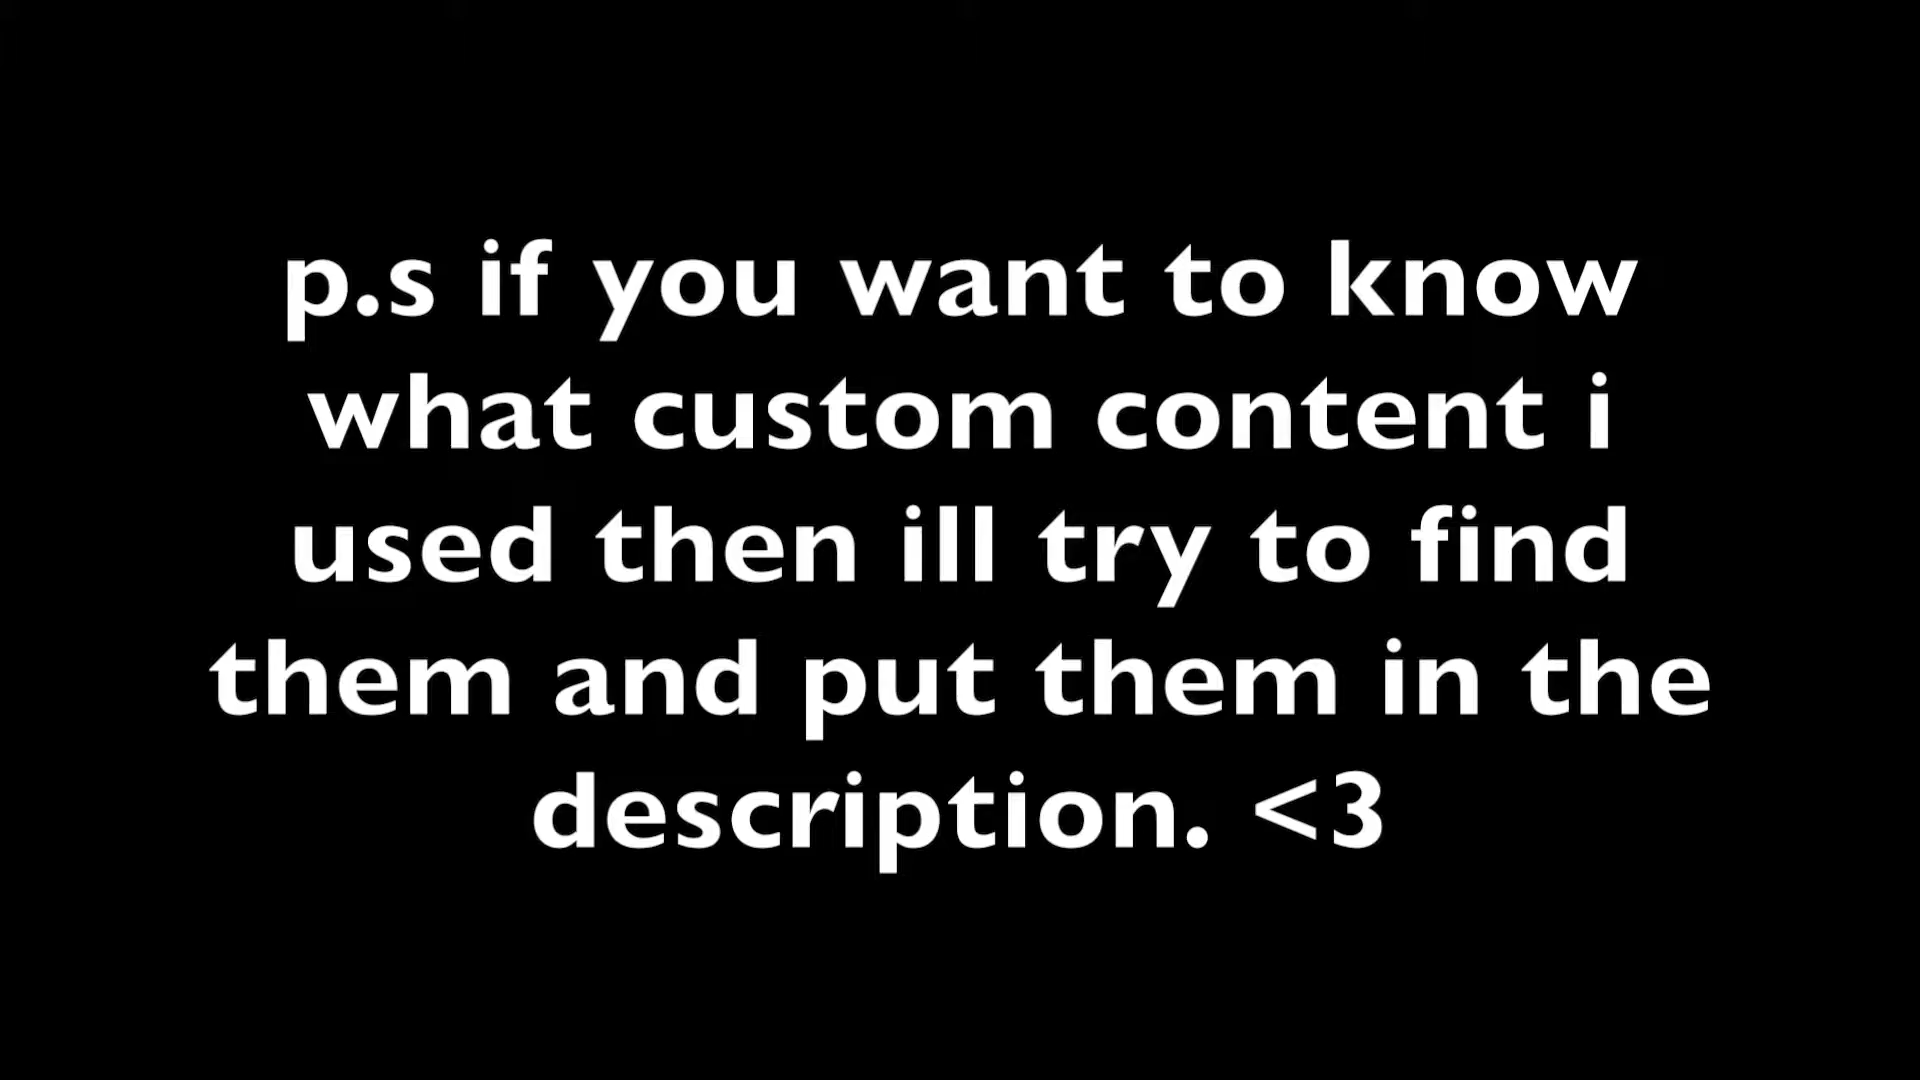 p.s if you want to know
what custom content i
used then ill try to find
them and put them in the
description. <3